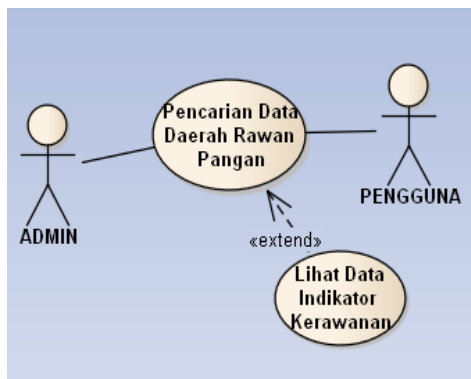 Pencarian Data
Daerah Rawan
Pangan
PENGGUNA
ADMIN
«extend»
Lihat Data
Indikator
Kerawanan